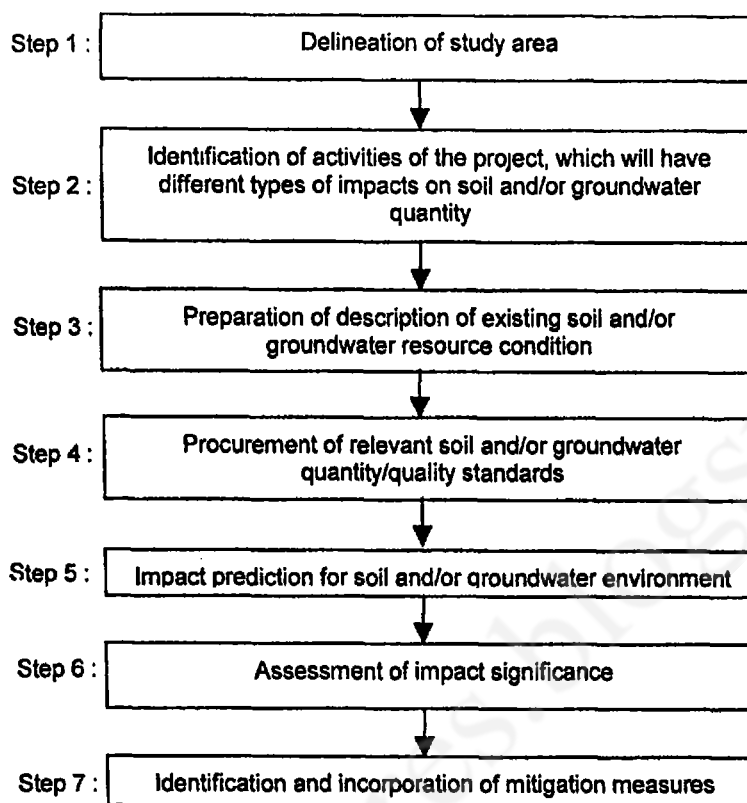 Step 1 :
Delineation of study area
Step 2 :
Identification of activities of the project, which will have
different types of impacts on soil and/or groundwater
quantity
Step 3 :
Preparation of description of existing soil and/or
groundwater resource condition
Step 4 :
Procurement of relevant soil and/or groundwater
quantity/quality standards
Step 5 :
Impact prediction for soil and/or groundwater environment
Step 6 :
Assessment of impact significance
Step 7 :
Identification and incorporation of mitigation measures